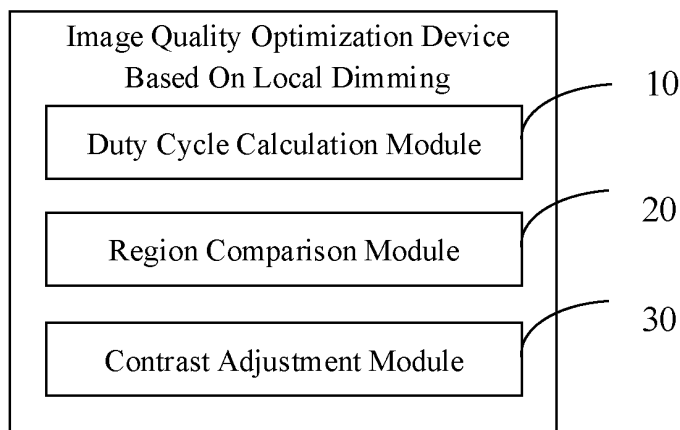 Image Quality Optimization Device
Based On Local Dimming
Duty Cycle Calculation Module
10
Region Comparison Module
20
Contrast Adjustment Module
30